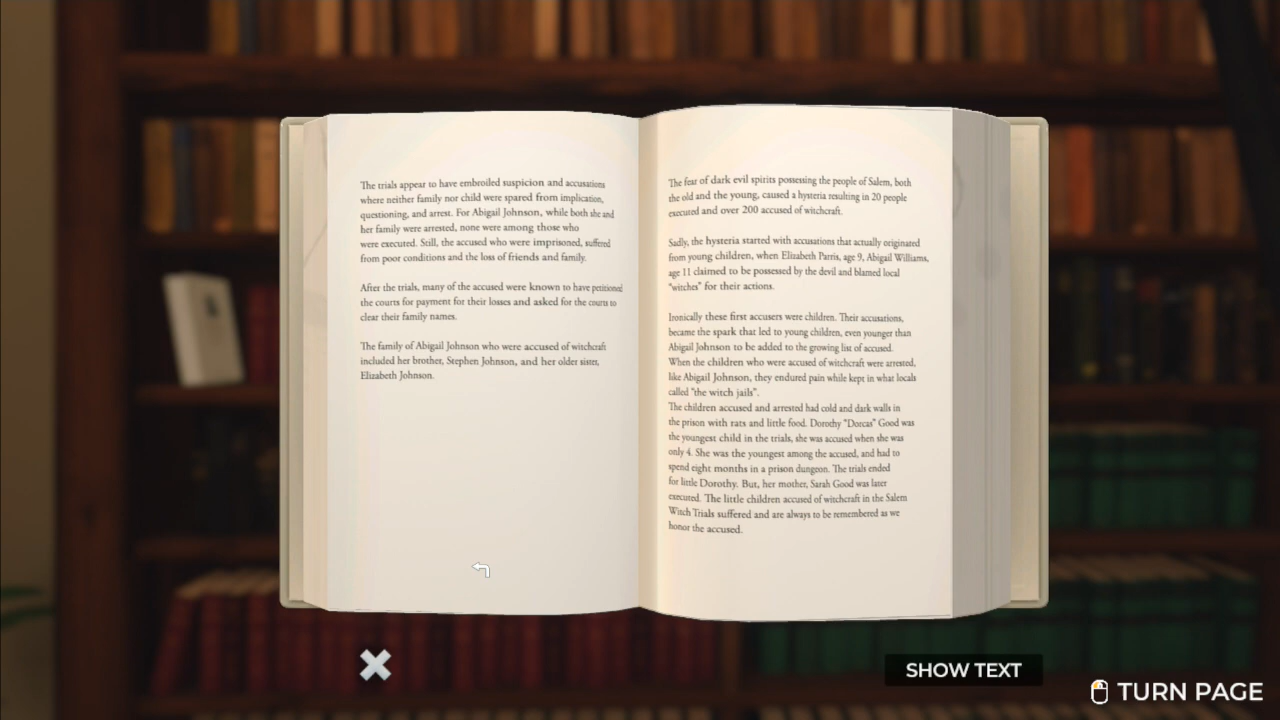 The trials appear to have embroiled suspicion and accusations
where neither family nor child were spared from implication,
questioning, and arrest. For Abigail Johnson, while both she and
her family were arrested, none were among those who
were executed. Still, the accused who were imprisoned, suffered
from poor conditions and the loss of friends and family.
After the trials, many of the accused were known to have petitioned
the courts for payment for their losses and asked for the courts to
clear their family names.
The family of Abigail Johnson who were accused of witchcraft
included her brother, Stephen Johnson, and her older sister,
Elizabeth Johnson.
The fear of dark evil spirits possessing the people of Salem, both
the old and the young, caused a hysteria resulting in 20 people
executed and over 200 accused of witchcraft.
Sadly, the hysteria started with accusations that actually originated
from young children, when Elizabeth Parris, age 9, Abigail Williams,
age 11 claimed to be possessed by the devil and blamed local
"witches" for their actions.
Ironically these first accusers were children. Their accusations,
became the spark that led to young children, even younger than
Abigail Johnson to be added to the growing list of accused.
When the children who were accused of witchcraft were arrested,
like Abigail Johnson, they endured pain while kept in what locals
called "the witch jails".
The children accused and arrested had cold and dark walls in
the prison with rats and little food. Dorothy "Dorcas" Good was
the youngest child in the trials, she was accused when she was
only 4. She was the youngest among the accused, and had to
spend eight months in a prison dungeon. The trials ended
for little Dorothy. But, her mother, Sarah Good was later
executed. The little children accused of witchcraft in the Salem
Witch Trials suffered and are always to be remembered as we
honor the accused.
SHOW TEXT
TURN PAGE